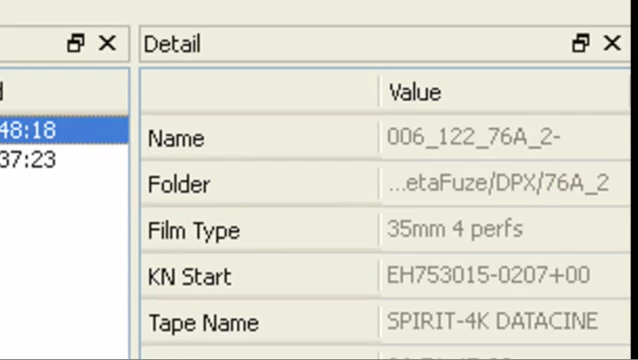 Detail
Value
48:18
37:23
Name 006_122_76A_2-
Folder ...etaFuze/DPX/76A_2
Film Type 35mm 4 perfs
KN Start EH753015-0207+00
Tape Name SPIRIT-4K DATACINE